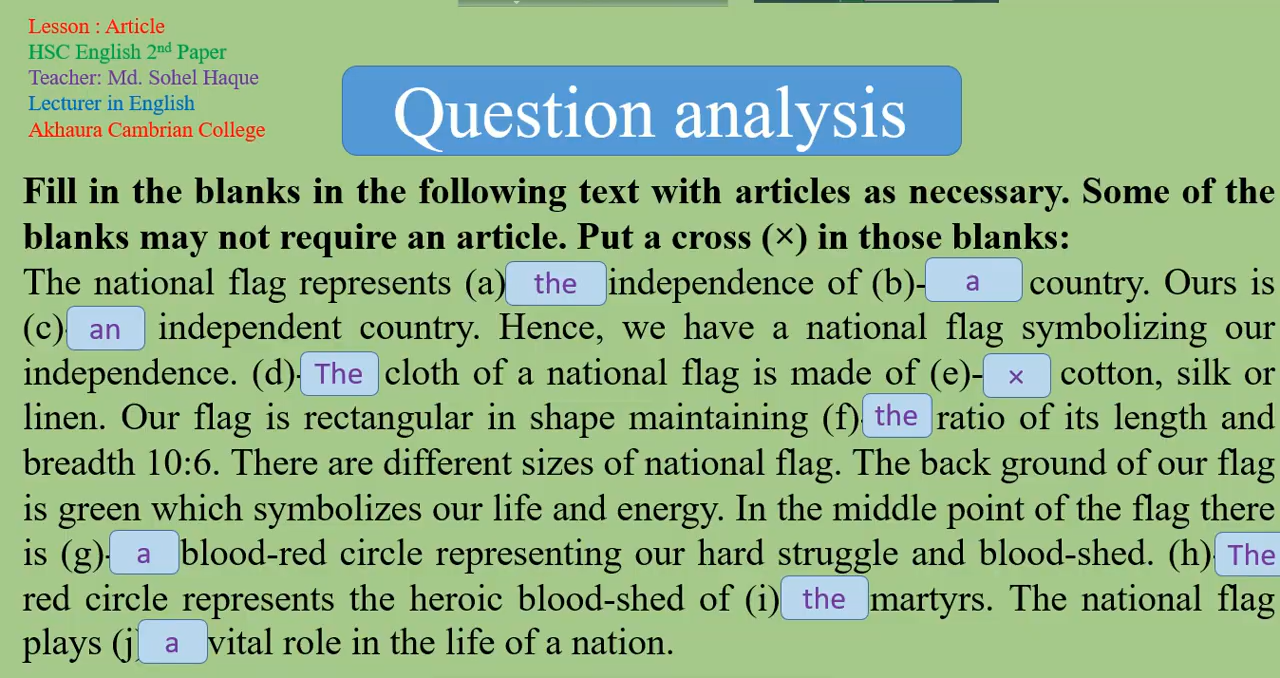 Lesson : Article
HSC English 2nd Paper
Teacher: Md. Sohel Haque
Lecturer in English
Akhaura Cambrian College
Question analysis
Fill in the blanks in the following text with articles as necessary. Some of the
blanks may not require an article. Put a cross (×) in those blanks:
The national flag represents (a) the independence of (b)- a country. Ours is
(c) an independent country. Hence, we have a national flag symbolizing our
independence. (d)- The cloth of a national flag is made of (e)- × cotton, silk or
linen. Our flag is rectangular in shape maintaining (f) the ratio of its length and
breadth 10:6. There are different sizes of national flag. The back ground of our flag
is green which symbolizes our life and energy. In the middle point of the flag there
is (g)- a blood-red circle representing our hard struggle and blood-shed. (h) The
red circle represents the heroic blood-shed of (i) the martyrs. The national flag
plays (j) a vital role in the life of a nation.